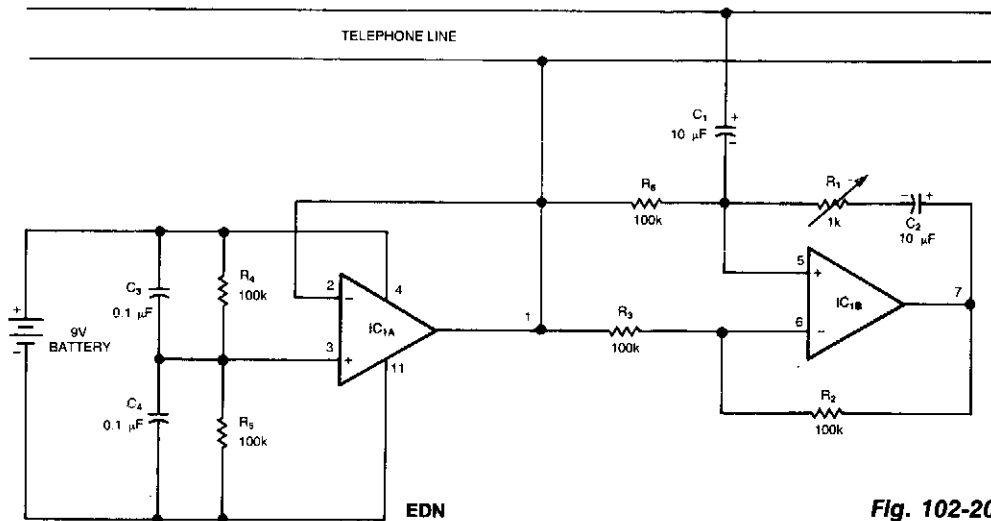 TELEPHONE LINE
C1
10 µF
+
-
R6
100k
R1
1k
- +
C2
10 µF
C3
0.1 µF
R4
100k
2
-
4
IC1A
1
3
+
11
R3
100k
5
+
IC1B
7
6
-
+
-
9V
BATTERY
C4
0.1 µF
R5
100k
R2
100k
EDN
Fig. 102-20